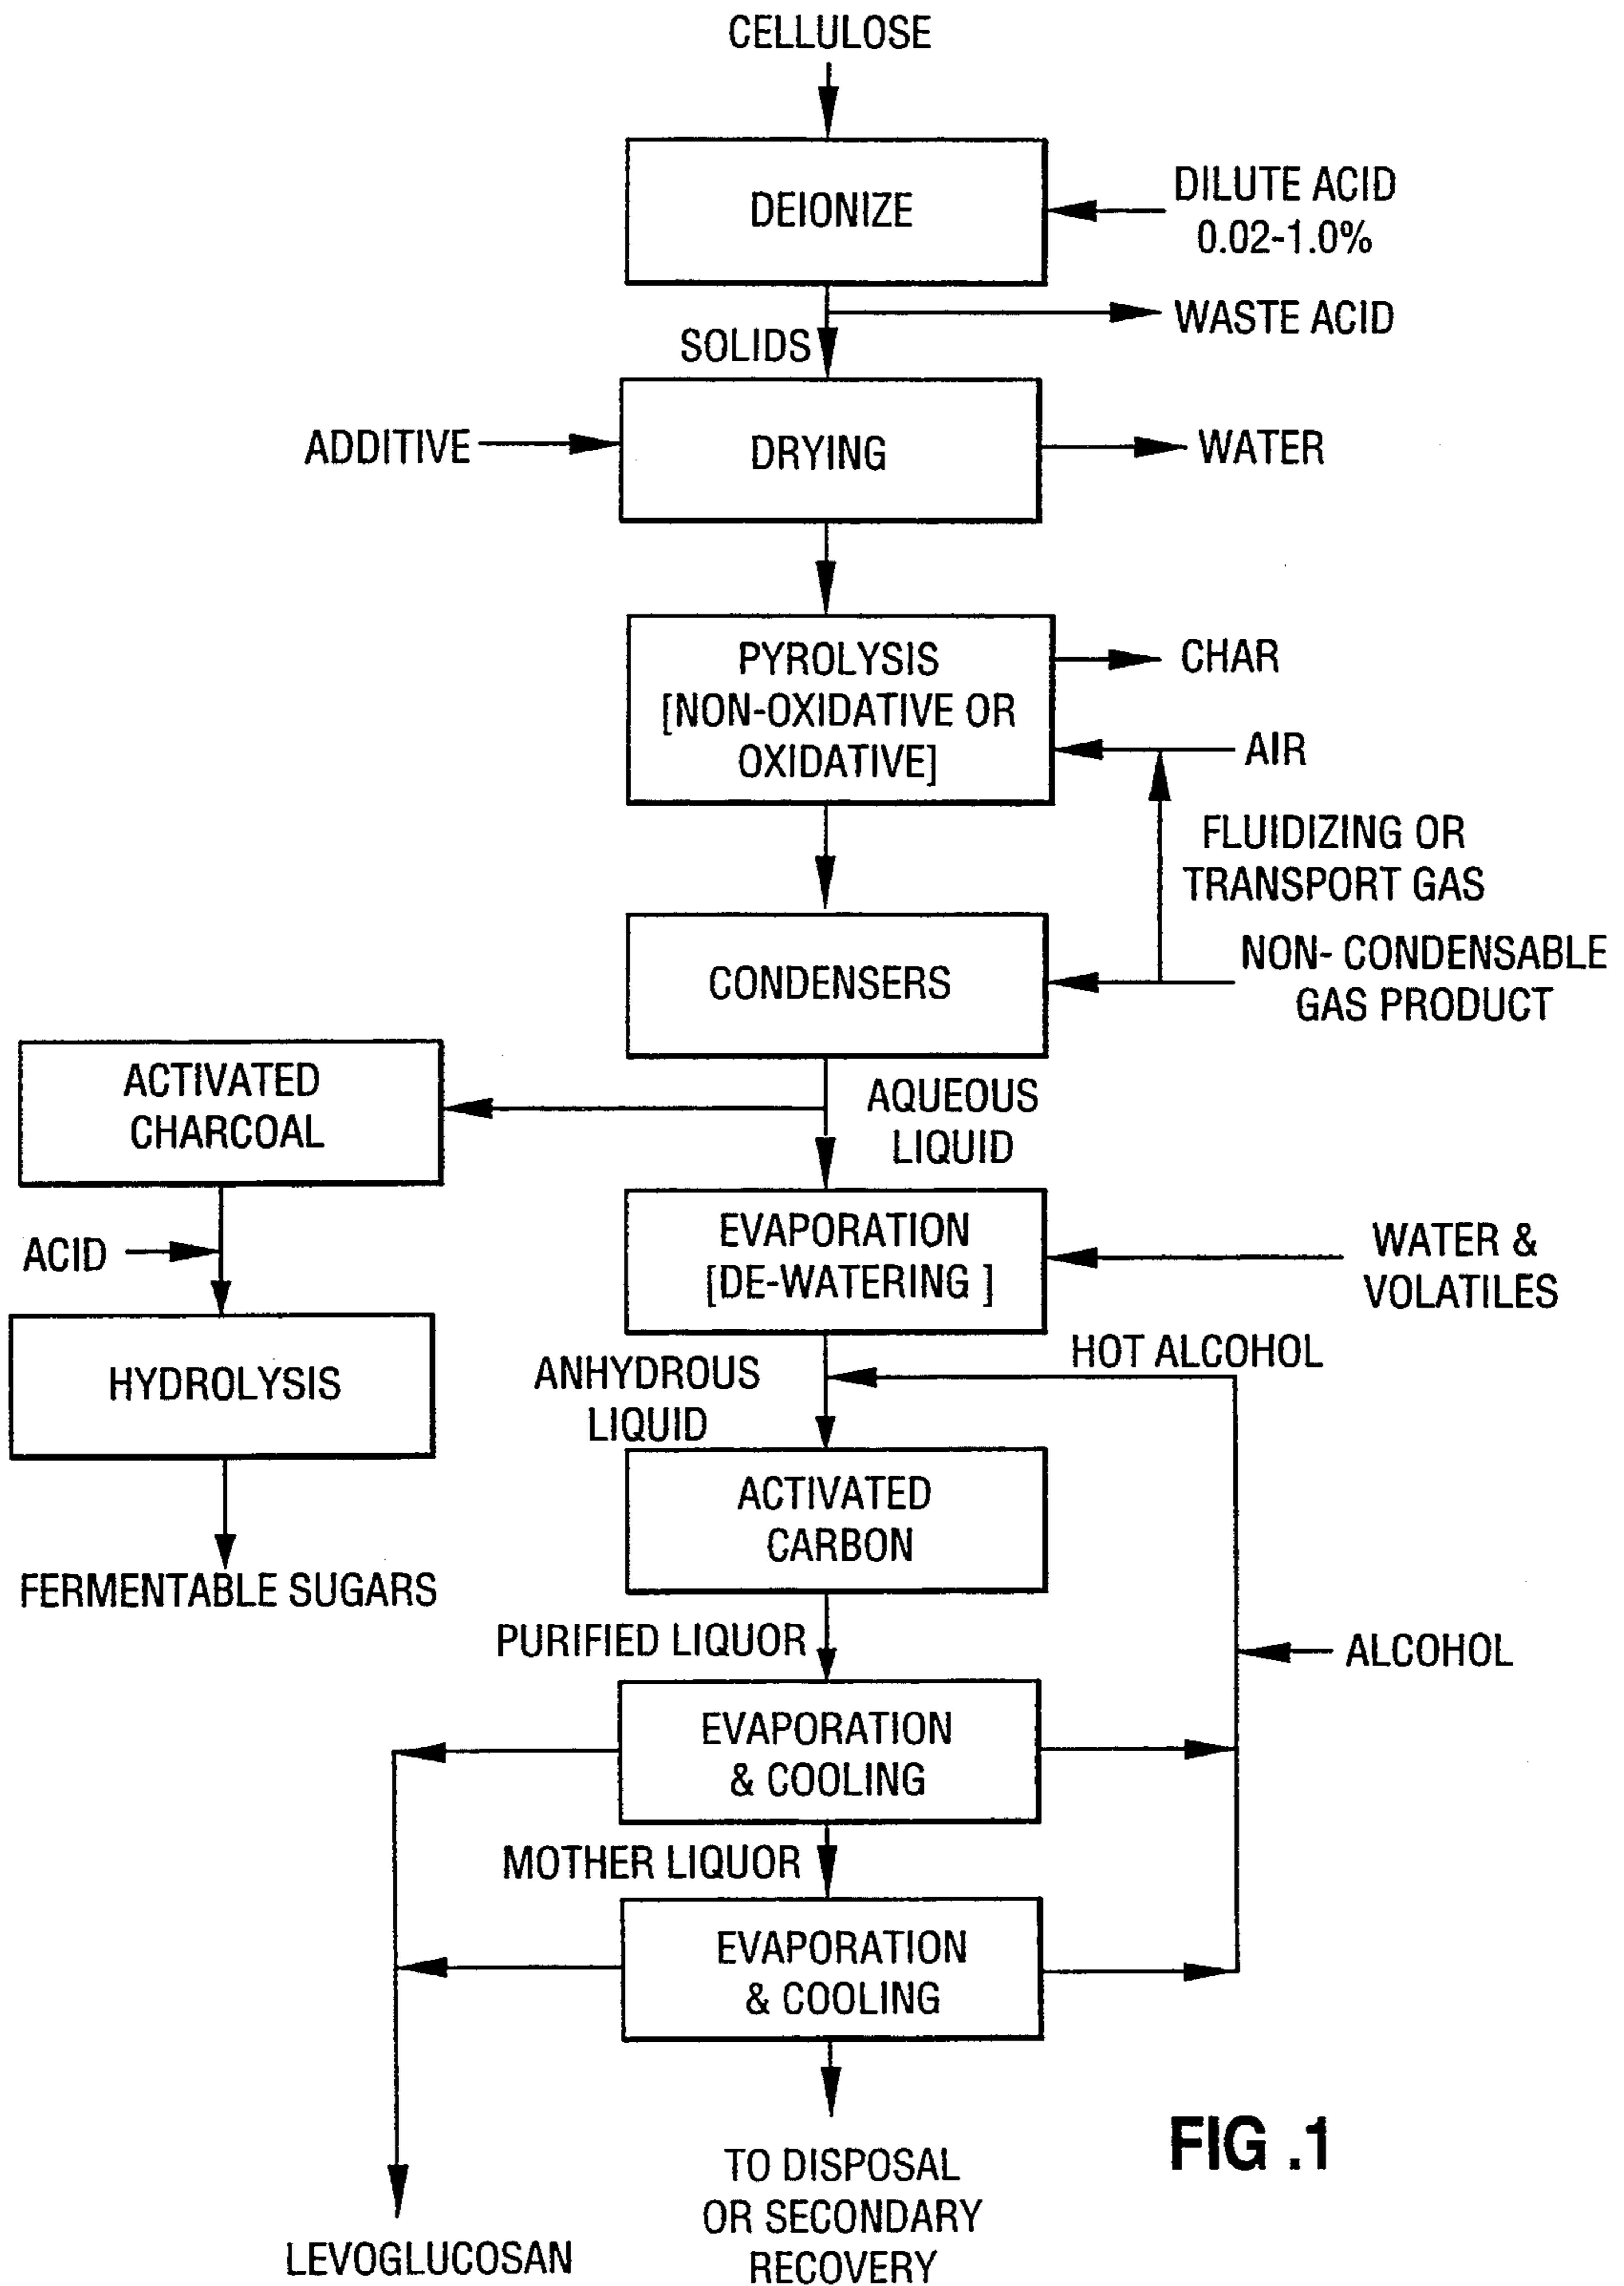 CELLULOSE
DEIONIZE
DILUTE ACID
0.02-1.0%
WASTE ACID
SOLIDS
ADDITIVE
DRYING
WATER
PYROLYSIS
[NON-OXIDATIVE OR
OXIDATIVE]
CHAR
AIR
FLUIDIZING OR
TRANSPORT GAS
CONDENSERS
NON- CONDENSABLE
GAS PRODUCT
ACTIVATED
CHARCOAL
AQUEOUS
LIQUID
ACID
EVAPORATION
[DE-WATERING ]
WATER &
VOLATILES
HYDROLYSIS
ANHYDROUS
LIQUID
HOT ALCOHOL
ACTIVATED
CARBON
FERMENTABLE SUGARS
PURIFIED LIQUOR
ALCOHOL
EVAPORATION
& COOLING
MOTHER LIQUOR
EVAPORATION
& COOLING
FIG .1
TO DISPOSAL
OR SECONDARY
RECOVERY
LEVOGLUCOSAN